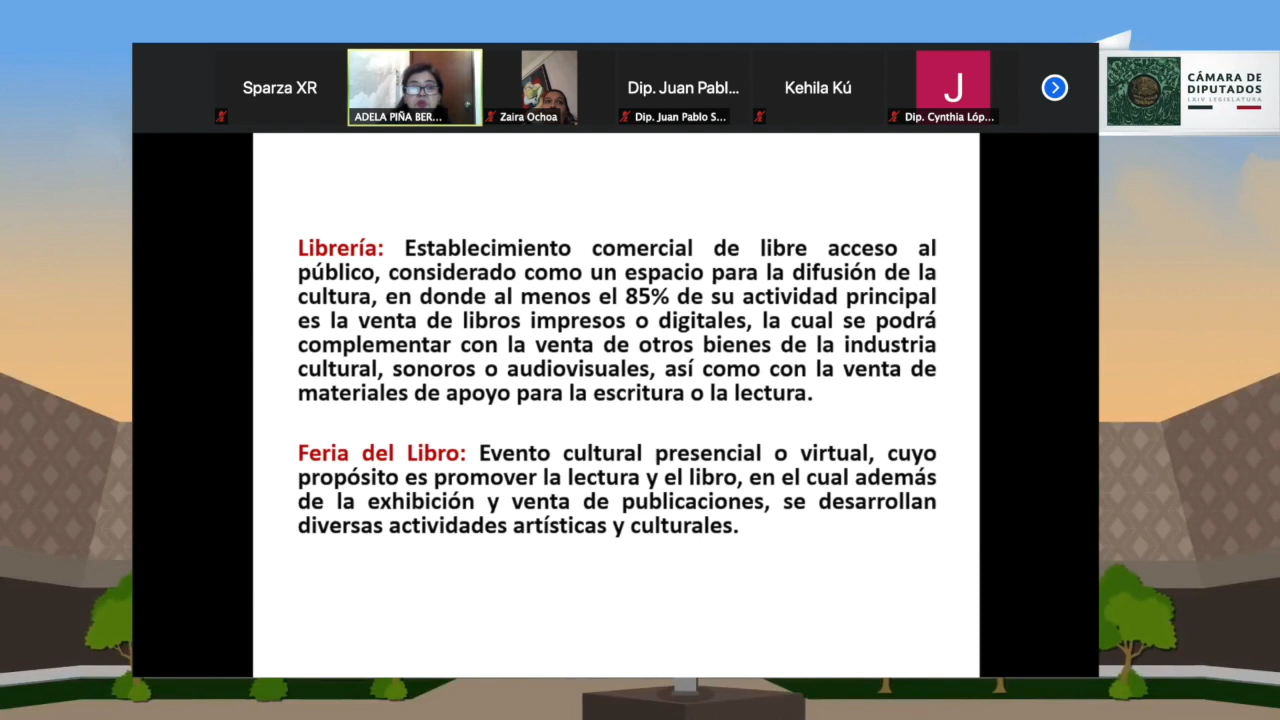 Sparza XR
ADELA PIÑA BER...
Zaira Ochoa
Dip. Juan Pabl...
Dip. Juan Pablo S...
Kehila Kú
J
Dip. Cynthia Lóp...
CÁMARA DE
DIPUTADOS
LXIV LEGISLATURA
Librería: Establecimiento comercial de libre acceso al
público, considerado como un espacio para la difusión de la
cultura, en donde al menos el 85% de su actividad principal
es la venta de libros impresos o digitales, la cual se podrá
complementar con la venta de otros bienes de la industria
cultural, sonoros o audiovisuales, así como con la venta de
materiales de apoyo para la escritura o la lectura.
Feria del Libro: Evento cultural presencial o virtual, cuyo
propósito es promover la lectura y el libro, en el cual además
de la exhibición y venta de publicaciones, se desarrollan
diversas actividades artísticas y culturales.